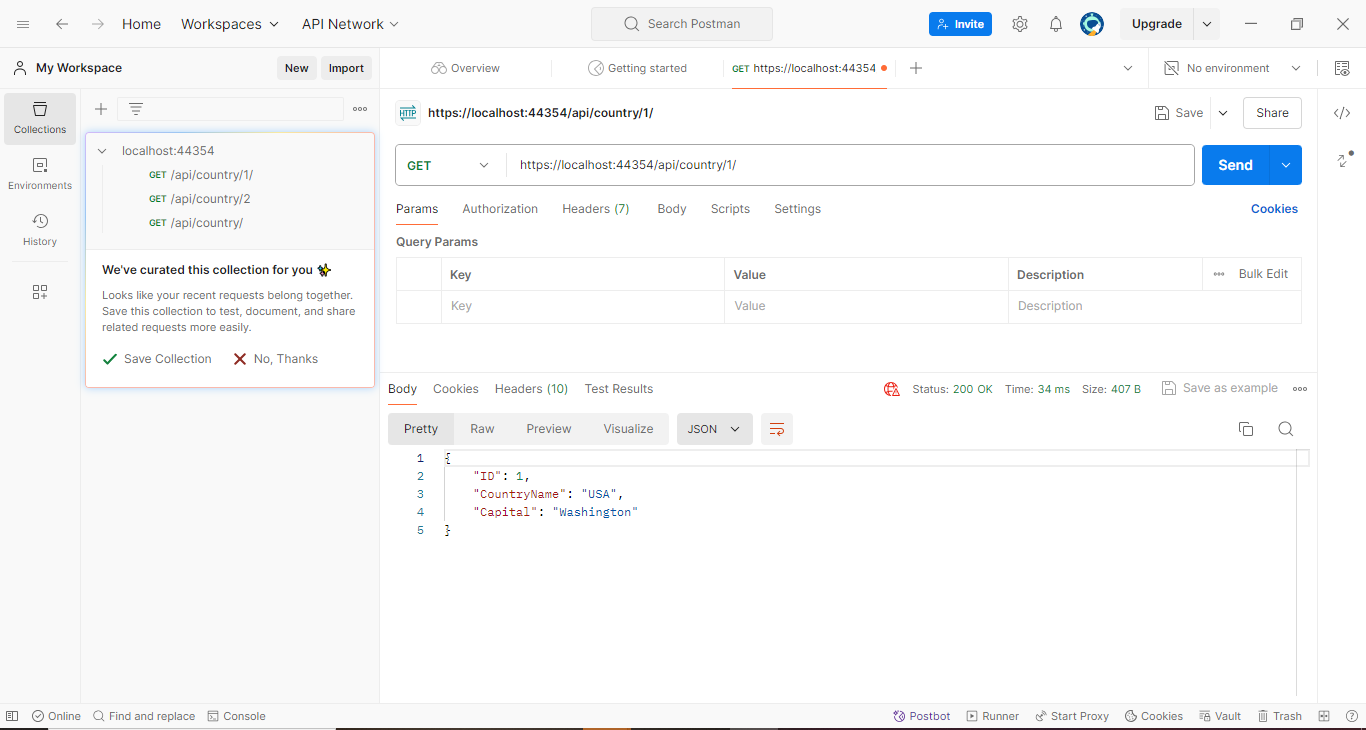 Home Workspaces API Network Search Postman Invite Upgrade
My Workspace New Import Overview Getting started GET https://localhost:44354 No environment
Collections
Environments
History
localhost:44354
GET /api/country/1/
GET /api/country/2
GET /api/country/
We've curated this collection for you
Looks like your recent requests belong together.
Save this collection to test, document, and share
related requests more easily.
Save Collection No, Thanks
HTTP https://localhost:44354/api/country/1/ Save Share
GET https://localhost:44354/api/country/1/ Send
Params Authorization Headers (7) Body Scripts Settings Cookies
Query Params
Key Value Description Bulk Edit
Key Value Description
Body Cookies Headers (10) Test Results Status: 200 OK Time: 34 ms Size: 407 B Save as example
Pretty Raw Preview Visualize JSON
1 {
2 "ID": 1,
3 "CountryName": "USA",
4 "Capital": "Washington"
5 }
Online Find and replace Console Postbot Runner Start Proxy Cookies Vault Trash